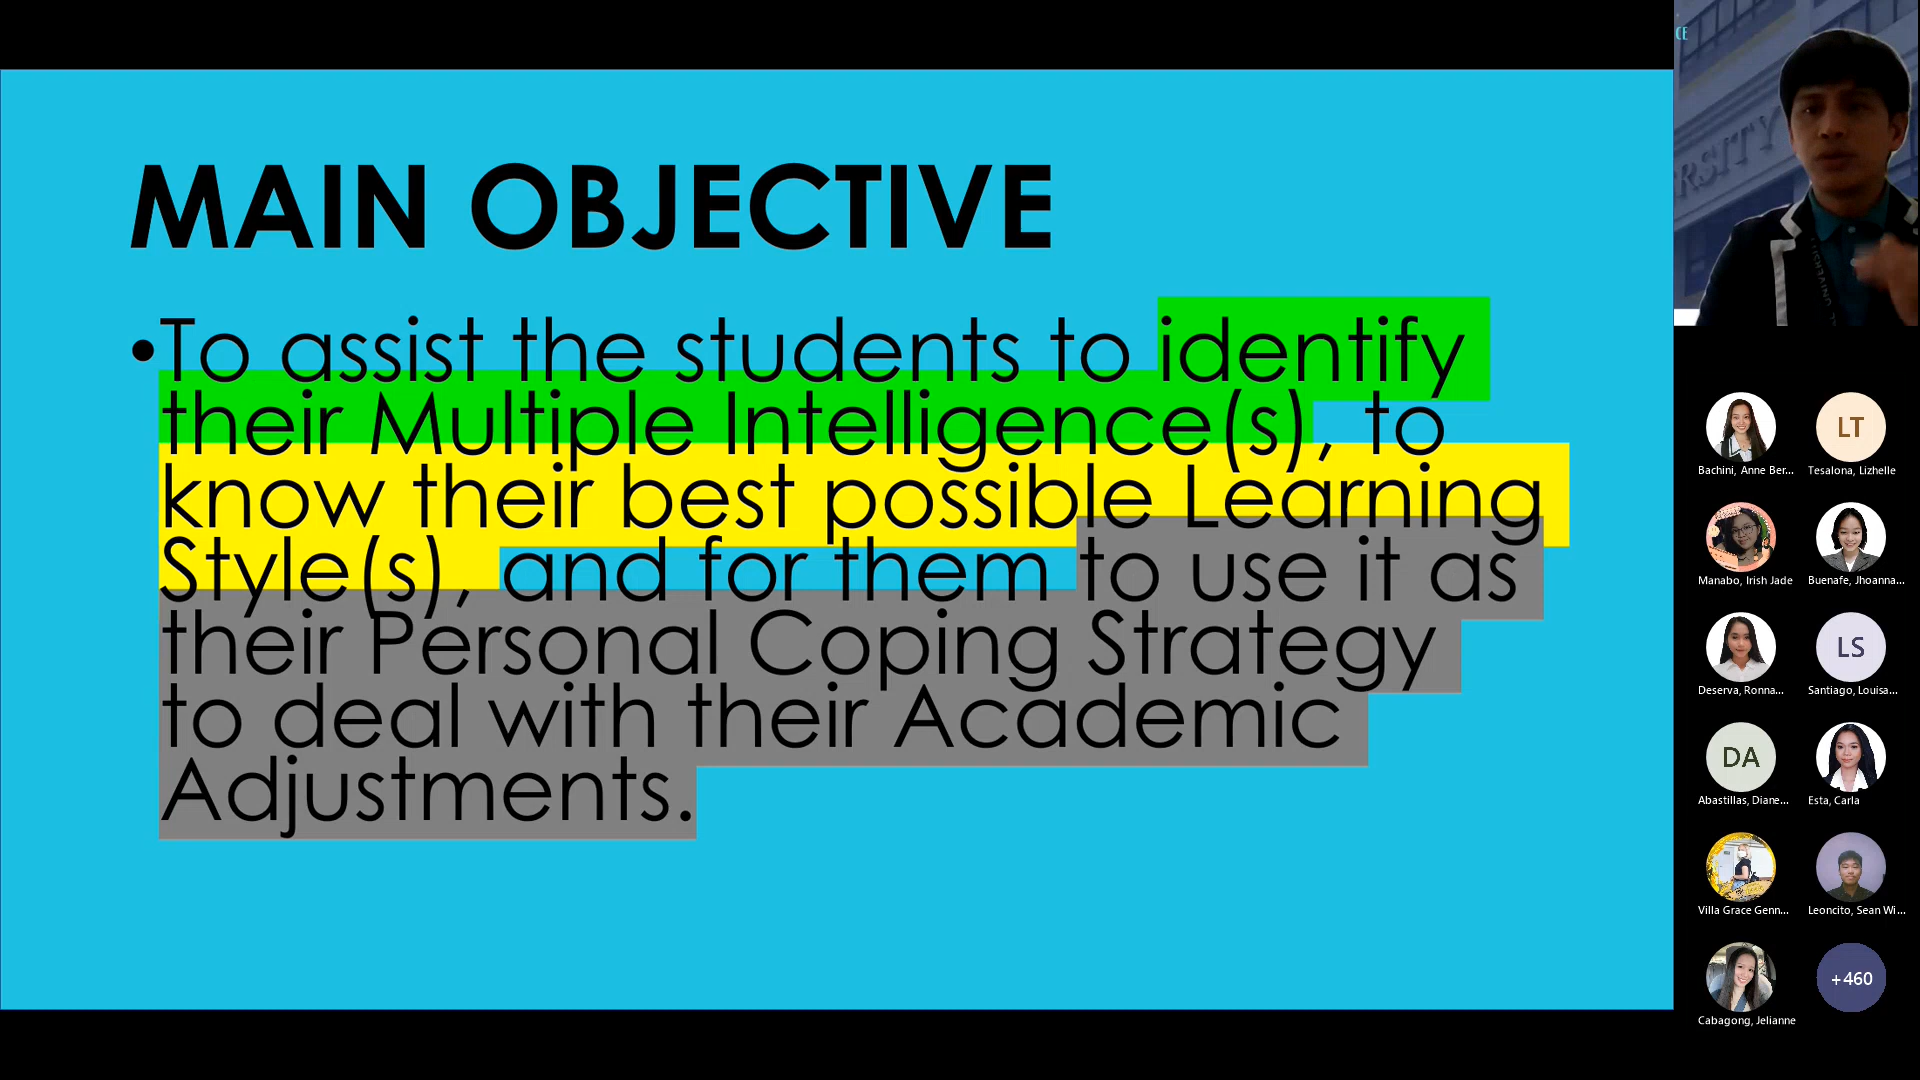 MAIN OBJECTIVE
•To assist the students to identify
their Multiple Intelligence(s), to
know their best possible Learning
Style(s), and for them to use it as
their Personal Coping Strategy
to deal with their Academic
Adjustments.
CE
ERSITY
Bachini, Anne Ber...
LT
Tesalona, Lizhelle
Manabo, Irish Jade
Buenafe, Jhoanna...
Deserva, Ronna...
LS
Santiago, Louisa...
DA
Abastillas, Diane...
Esta, Carla
Villa Grace Genn...
Leoncito, Sean Wi...
Cabagong, Jelianne
+460